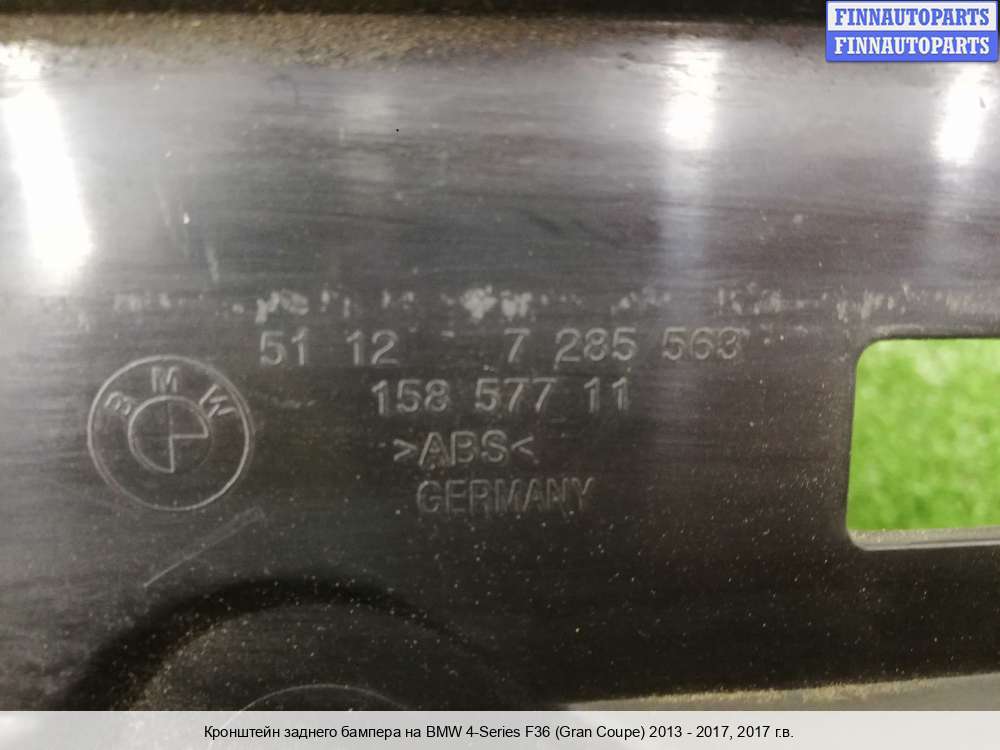 FINNAUTOPARTS
FINNAUTOPARTS
51 12 7 285 563
158 577 11
>ABS<
GERMANY
BMW
Кронштейн заднего бампера на BMW 4-Series F36 (Gran Coupe) 2013 - 2017, 2017 г.в.